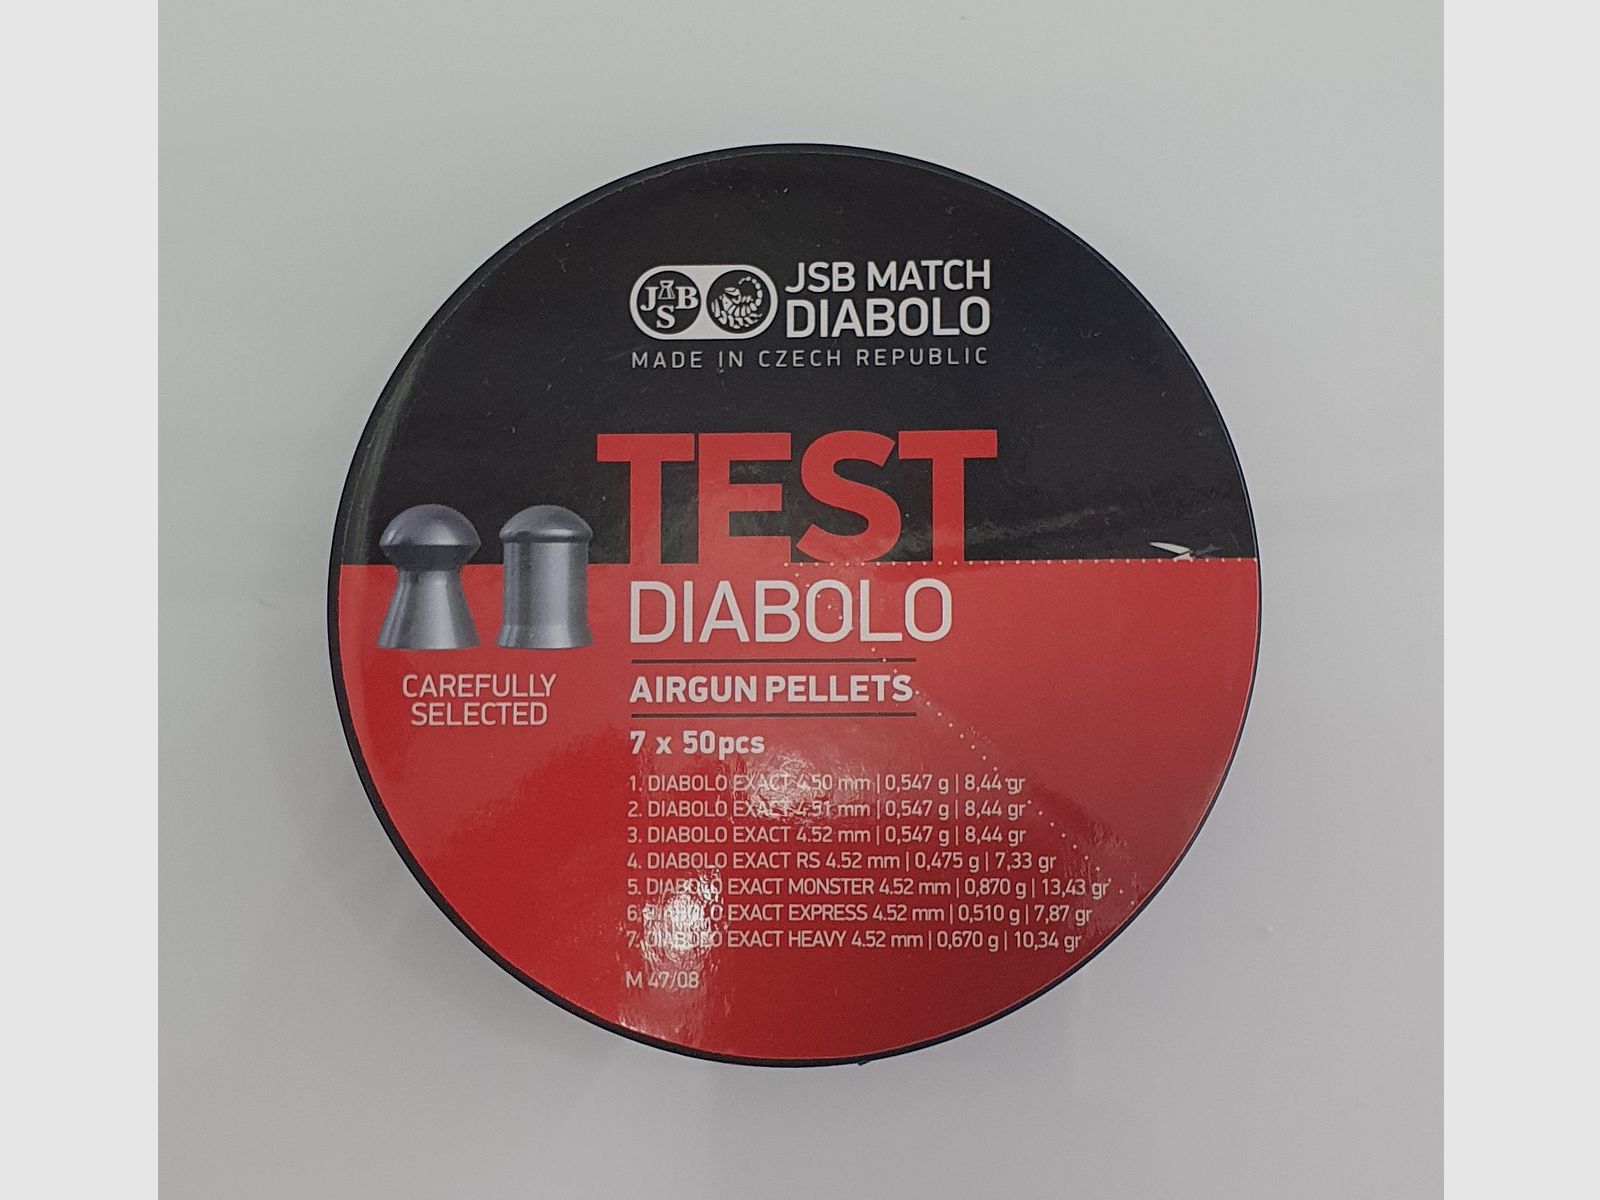 JSB
JSB MATCH
DIABOLO
MADE IN CZECH REPUBLIC
TEST
DIABOLO
AIRGUN PELLETS
CAREFULLY
SELECTED
7 x 50pcs
1. DIABOLO EXACT 4.50 mm | 0,547 g | 8,44 gr
2. DIABOLO EXACT 4.51 mm | 0,547 g | 8,44 gr
3. DIABOLO EXACT 4.52 mm | 0,547 g | 8,44 gr
4. DIABOLO EXACT RS 4.52 mm | 0,475 g | 7,33 gr
5. DIABOLO EXACT MONSTER 4.52 mm | 0,870 g | 13,43 gr
6. DIABOLO EXACT EXPRESS 4.52 mm | 0,510 g | 7,87 gr
7. DIABOLO EXACT HEAVY 4.52 mm | 0,670 g | 10,34 gr
M 47/08